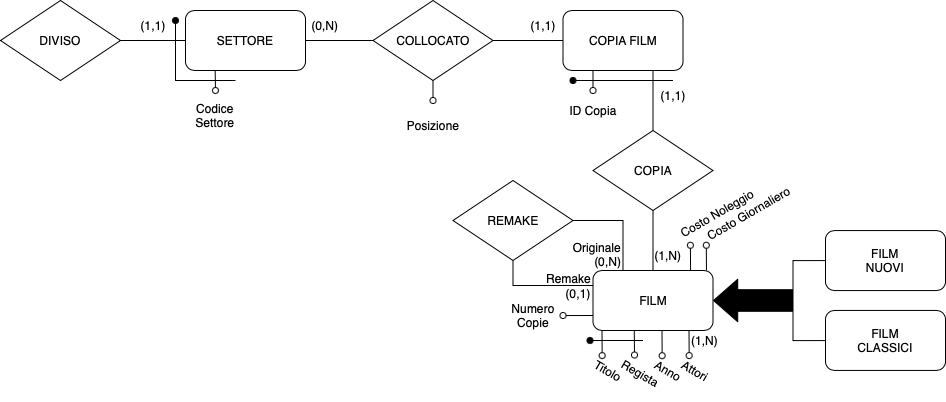 DIVISO
(1,1)
SETTORE
(0,N)
COLLOCATO
(1,1)
COPIA FILM
Codice
Settore
Posizione
ID Copia
(1,1)
COPIA
REMAKE
Costo Noleggio
Costo Giornaliero
Originale
(0,N)
(1,N)
Remake
(0,1)
FILM
FILM
NUOVI
Numero
Copie
FILM
CLASSICI
(1,N)
Titolo
Regista
Anno
Attori